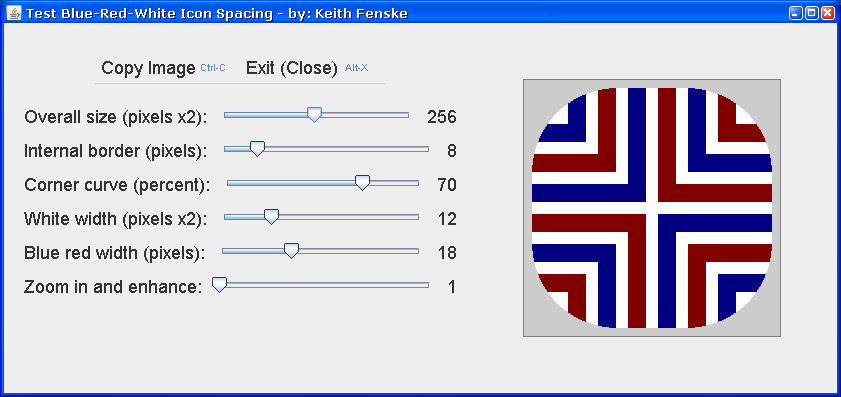 Test Blue-Red-White Icon Spacing - by: Keith Fenske
Copy Image Ctrl-C Exit (Close) Alt-X
Overall size (pixels x2): 256
Internal border (pixels): 8
Corner curve (percent): 70
White width (pixels x2): 12
Blue red width (pixels): 18
Zoom in and enhance: 1